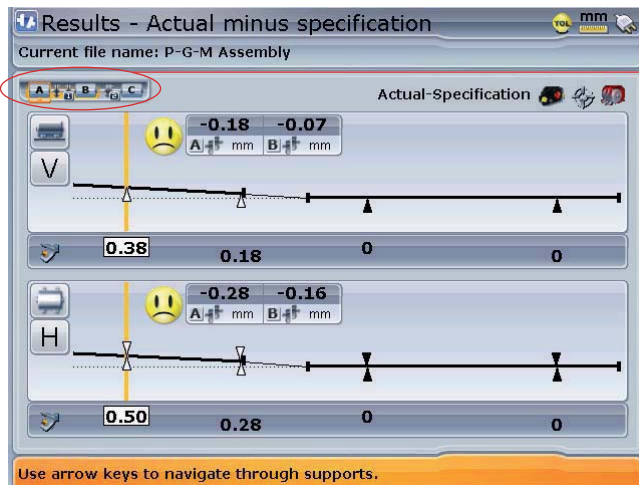 Results - Actual minus specification TOL mm
Current file name: P-G-M Assembly
A 1 B 2 C
Actual-Specification
-0.18 -0.07
A mm B mm
V
0.38 0.18 0 0
-0.28 -0.16
A mm B mm
H
0.50 0.28 0 0
Use arrow keys to navigate through supports.